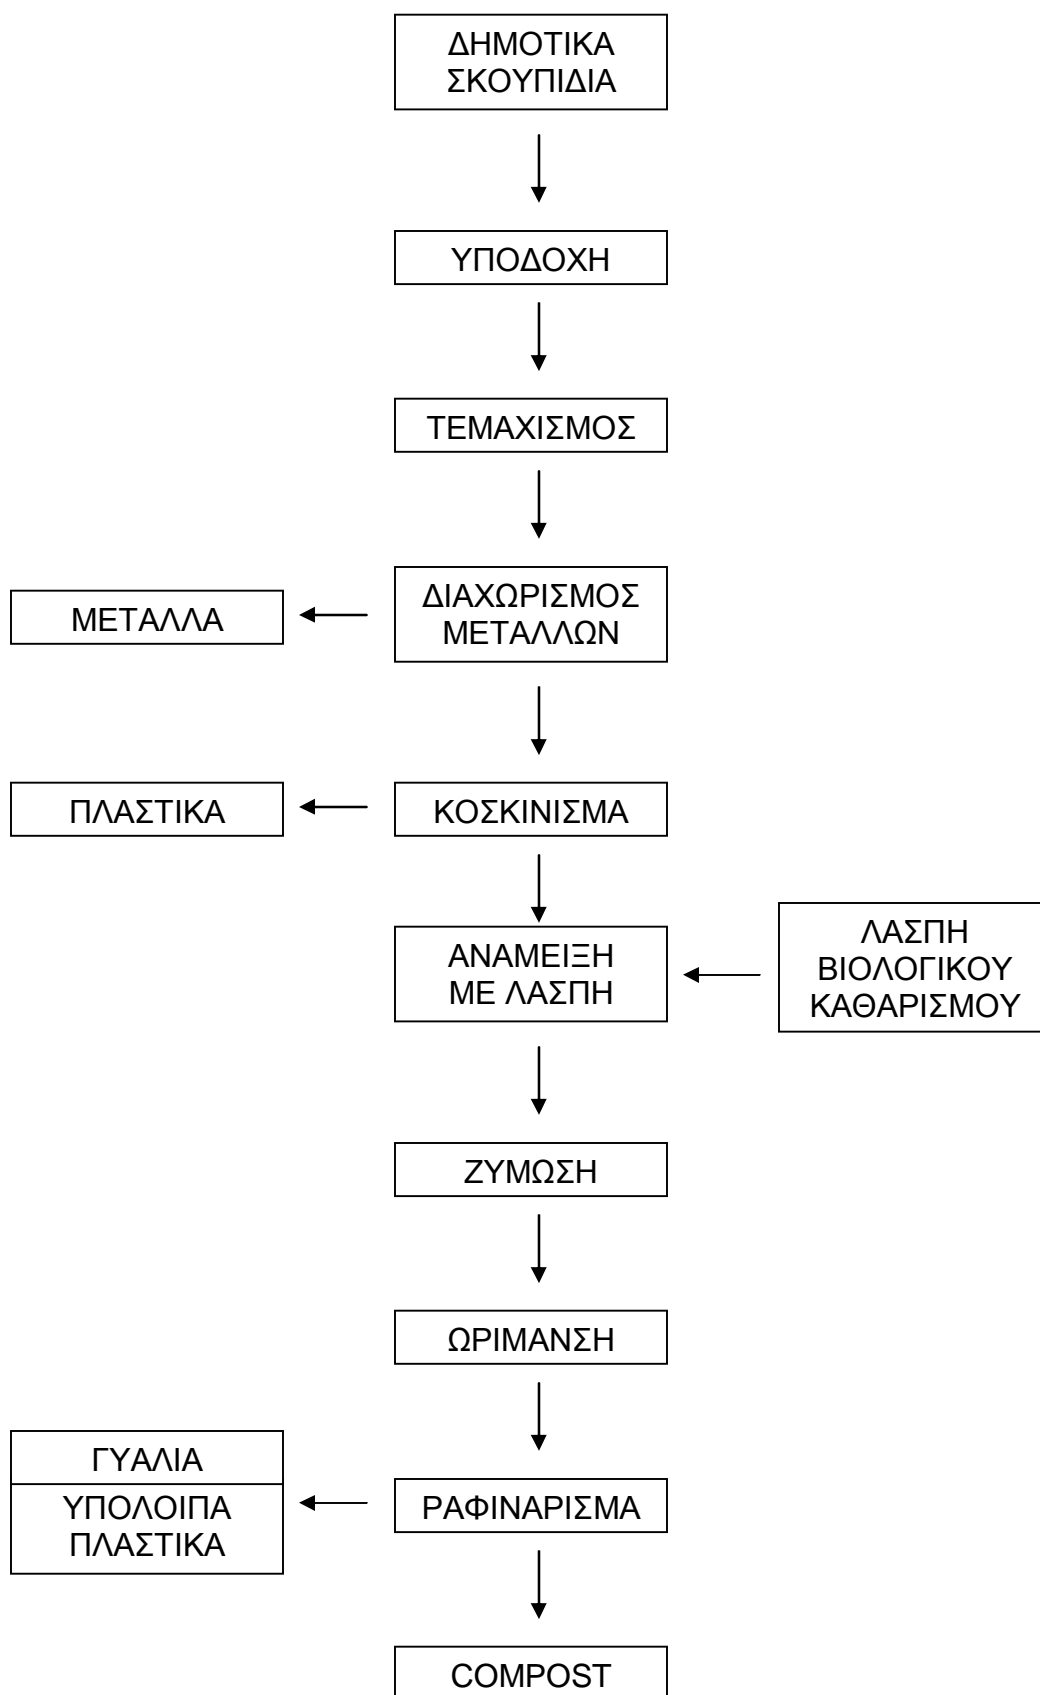 ΔΗΜΟΤΙΚΑ
ΣΚΟΥΠΙΔΙΑ
ΥΠΟΔΟΧΗ
ΤΕΜΑΧΙΣΜΟΣ
ΜΕΤΑΛΛΑ
ΔΙΑΧΩΡΙΣΜΟΣ
ΜΕΤΑΛΛΩΝ
ΠΛΑΣΤΙΚΑ
ΚΟΣΚΙΝΙΣΜΑ
ΑΝΑΜΕΙΞΗ
ΜΕ ΛΑΣΠΗ
ΛΑΣΠΗ
ΒΙΟΛΟΓΙΚΟΥ
ΚΑΘΑΡΙΣΜΟΥ
ΖΥΜΩΣΗ
ΩΡΙΜΑΝΣΗ
ΓΥΑΛΙΑ
ΥΠΟΛΟΙΠΑ
ΠΛΑΣΤΙΚΑ
ΡΑΦΙΝΑΡΙΣΜΑ
COMPOST